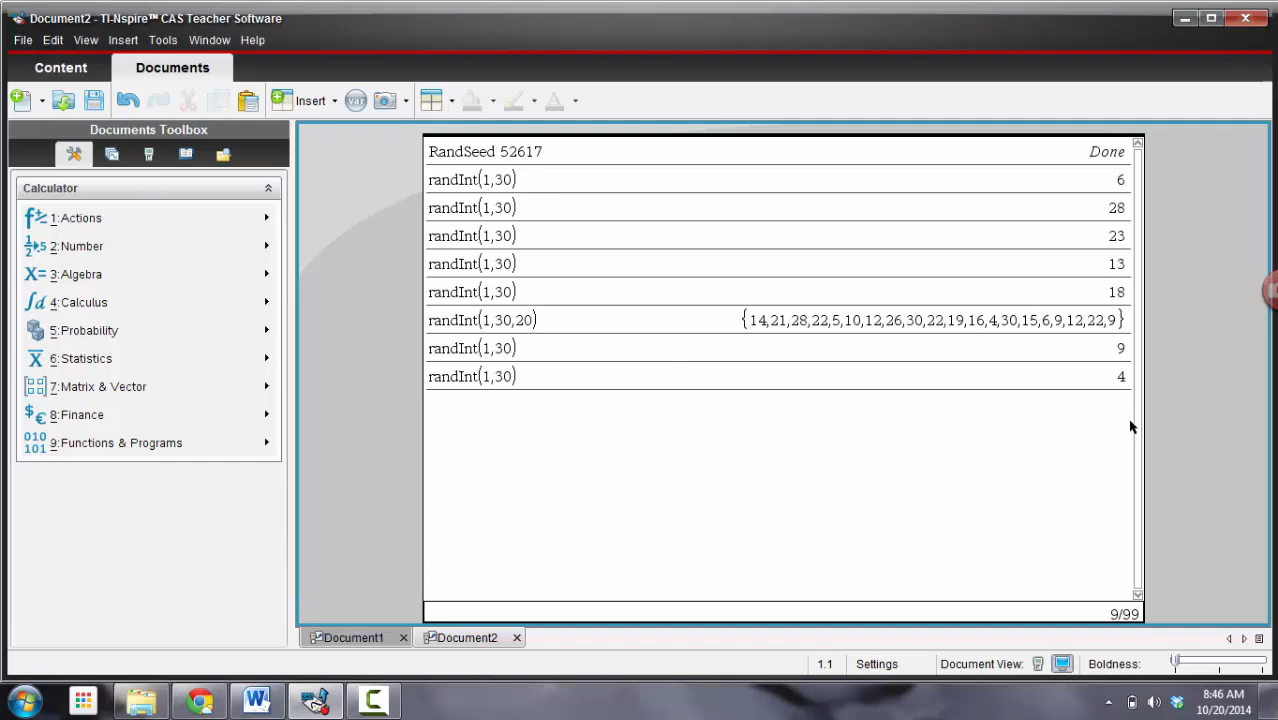 Document2 - TI-Nspire™ CAS Teacher Software
File Edit View Insert Tools Window Help
Content Documents
Insert var
Documents Toolbox
Calculator
1:Actions
2:Number
3:Algebra
4:Calculus
5:Probability
6:Statistics
7:Matrix & Vector
8:Finance
9:Functions & Programs
RandSeed 52617 Done
randInt(1,30) 6
randInt(1,30) 28
randInt(1,30) 23
randInt(1,30) 13
randInt(1,30) 18
randInt(1,30,20) {14,21,28,22,5,10,12,26,30,22,19,16,4,30,15,6,9,12,22,9}
randInt(1,30) 9
randInt(1,30) 4
9/99
Document1 Document2
1.1 Settings Document View: Boldness:
8:46 AM
10/20/2014